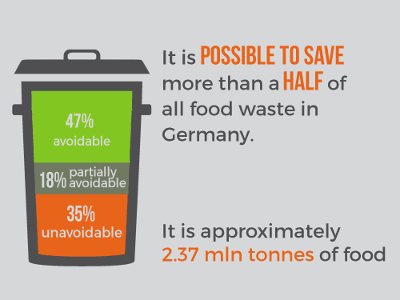 47%
avoidable
18% partially
avoidable
35%
unavoidable
It is POSSIBLE TO SAVE
more than a HALF of
all food waste in
Germany.
It is approximately
2.37 mln tonnes of food